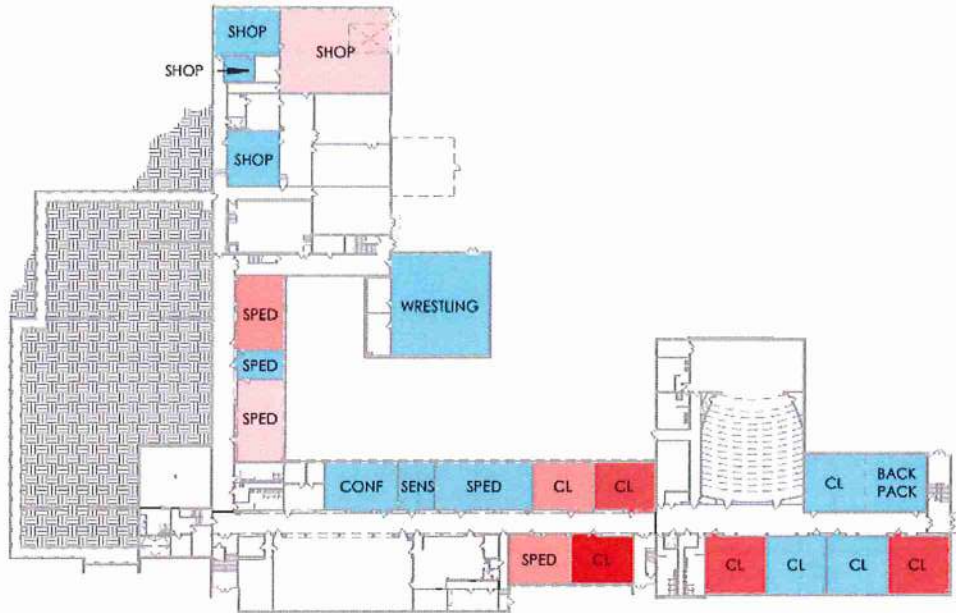 SHOP
SHOP
SHOP
SHOP
SPED
WRESTLING
SPED
SPED
CONF
SENS
SPED
CL
CL
CL
BACK
PACK
SPED
CL
CL
CL
CL
CL